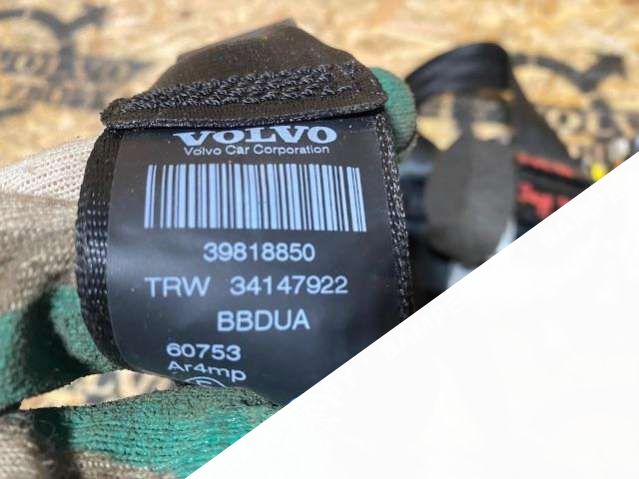 VOLVO
Volvo Car Corporation
39818850
TRW 34147922
BBDUA
60753
Ar4mp
E